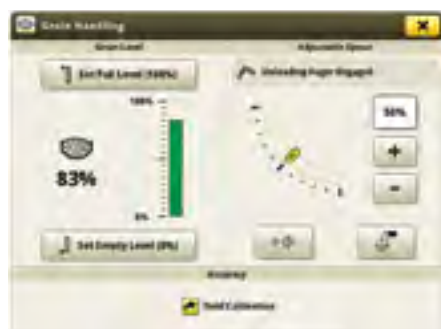 Grain Handling
Grain Level
Adjustable Spout
Set Full Level (100%)
Unloading Auger Engaged
100%
50%
83%
+
-
0%
Set Empty Level (0%)
Accuracy
Yield Calibration